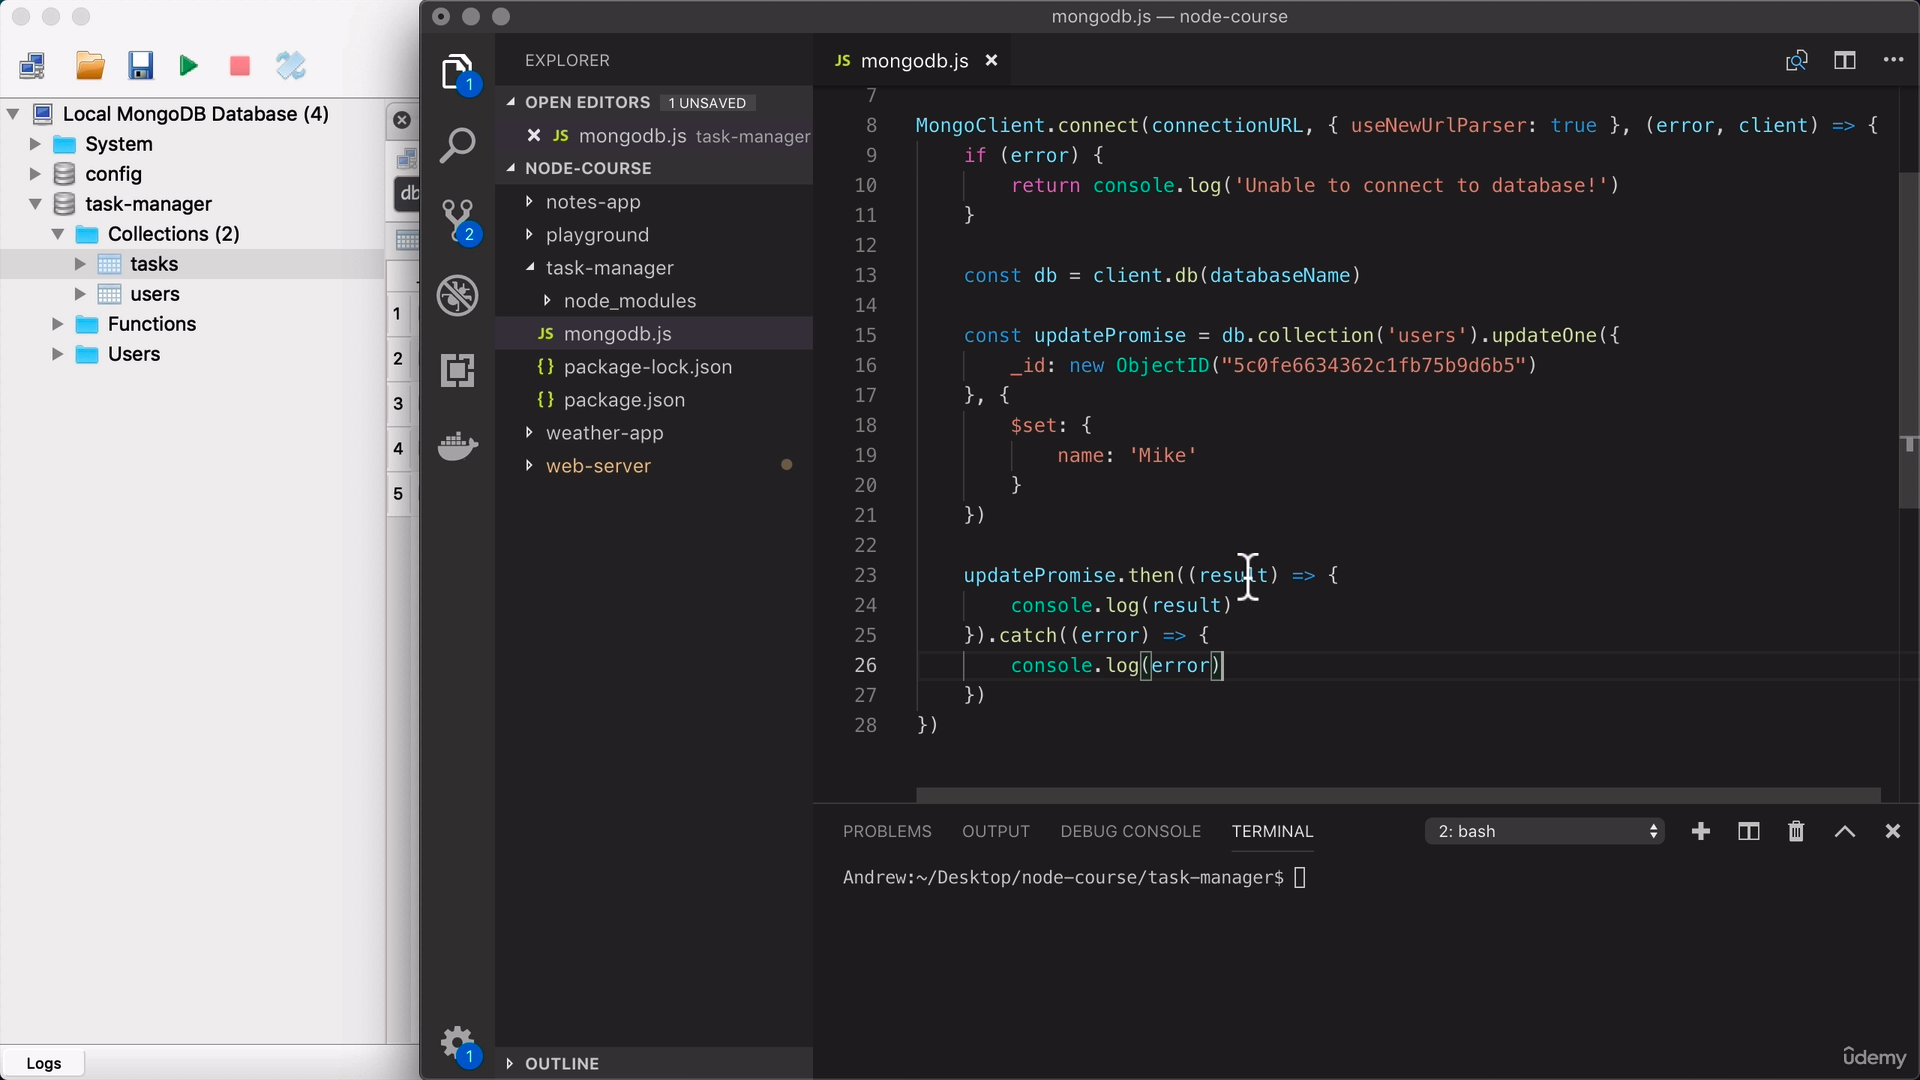 mongodb.js — node-course
Local MongoDB Database (4)
System
config
task-manager
Collections (2)
tasks
users
Functions
Users
Logs
db
1
2
3
4
5
1
2
1
EXPLORER
OPEN EDITORS 1 UNSAVED
JS mongodb.js task-manager
NODE-COURSE
notes-app
playground
task-manager
node_modules
JS mongodb.js
{} package-lock.json
{} package.json
weather-app
web-server
OUTLINE
JS mongodb.js
7
8 MongoClient.connect(connectionURL, { useNewUrlParser: true }, (error, client) => {
9 if (error) {
10 return console.log('Unable to connect to database!')
11 }
12
13 const db = client.db(databaseName)
14
15 const updatePromise = db.collection('users').updateOne({
16 _id: new ObjectID("5c0fe6634362c1fb75b9d6b5")
17 }, {
18 $set: {
19 name: 'Mike'
20 }
21 })
22
23 updatePromise.then((result) => {
24 console.log(result)
25 }).catch((error) => {
26 console.log(error)
27 })
28 })
PROBLEMS OUTPUT DEBUG CONSOLE TERMINAL 2: bash
Andrew:~/Desktop/node-course/task-manager$
ûdemy